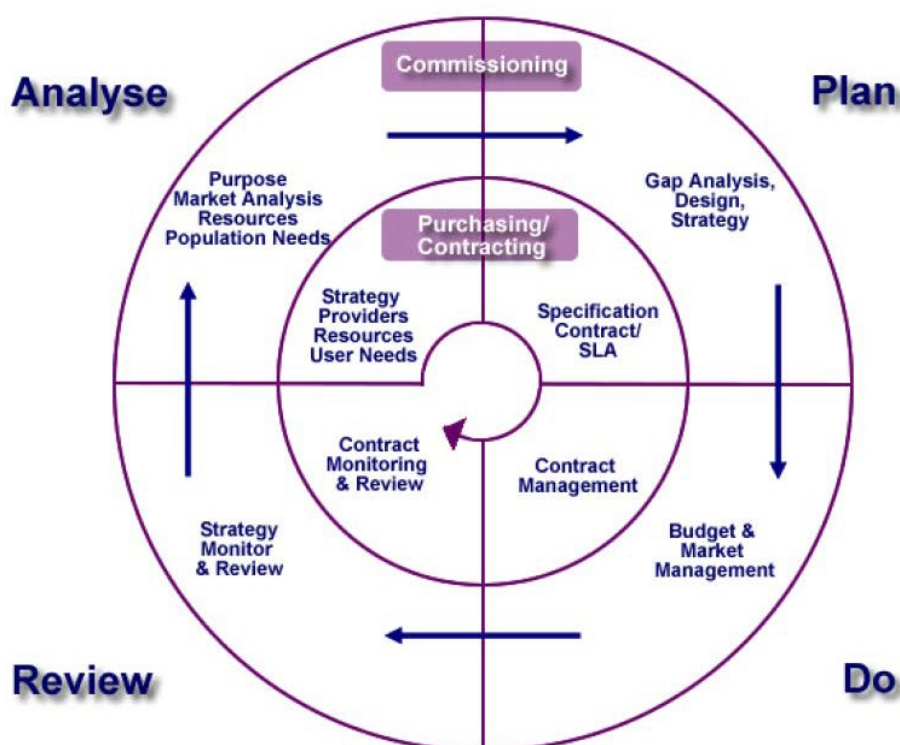 Commissioning
Analyse
Plan
Purpose
Market Analysis
Resources
Population Needs
Gap Analysis,
Design,
Strategy
Purchasing/
Contracting
Strategy
Providers
Resources
User Needs
Specification
Contract/
SLA
Contract
Monitoring
& Review
Contract
Management
Strategy
Monitor
& Review
Budget &
Market
Management
Review
Do